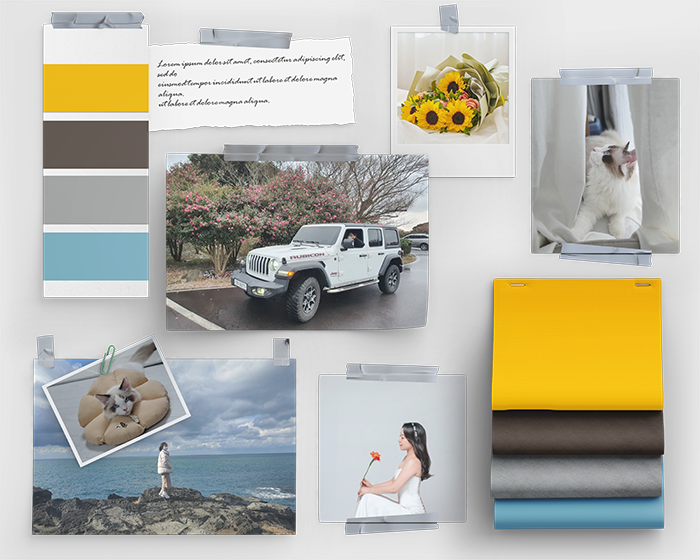 Lorem ipsum dolor sit amet, consectetur adipiscing elit,
sed do
eiusmod tempor incididunt ut labore et dolore magna
aliqua,
ut labore et dolore magna aliqua.
RUBICON